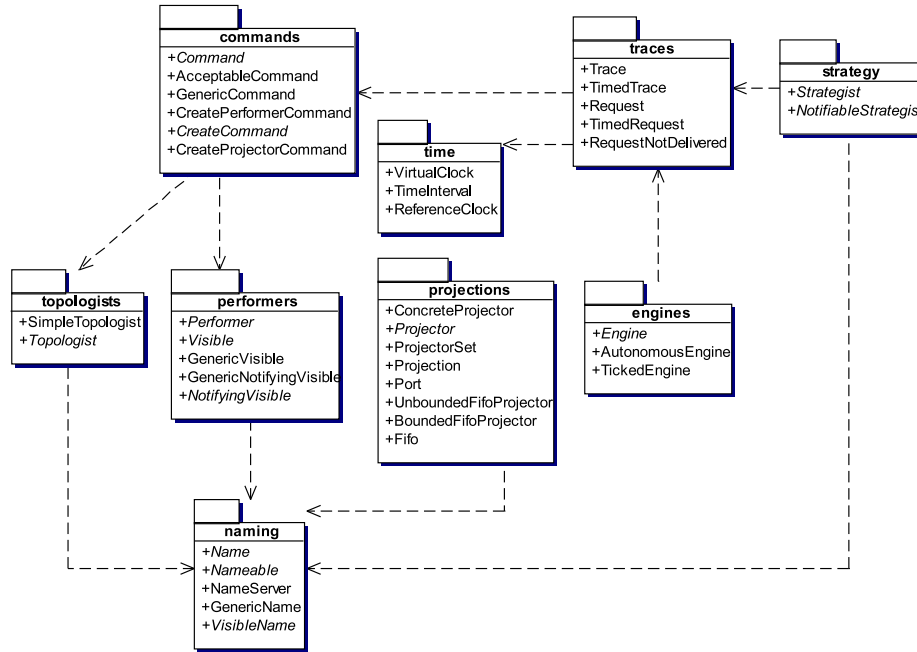 commands
+Command
+AcceptableCommand
+GenericCommand
+CreatePerformerCommand
+CreateCommand
+CreateProjectorCommand
traces
+Trace
+TimedTrace
+Request
+TimedRequest
+RequestNotDelivered
strategy
+Strategist
+NotifiableStrategis
time
+VirtualClock
+TimeInterval
+ReferenceClock
topologists
+SimpleTopologist
+Topologist
performers
+Performer
+Visible
+GenericVisible
+GenericNotifyingVisible
+NotifyingVisible
projections
+ConcreteProjector
+Projector
+ProjectorSet
+Projection
+Port
+UnboundedFifoProjector
+BoundedFifoProjector
+Fifo
engines
+Engine
+AutonomousEngine
+TickedEngine
naming
+Name
+Nameable
+NameServer
+GenericName
+VisibleName